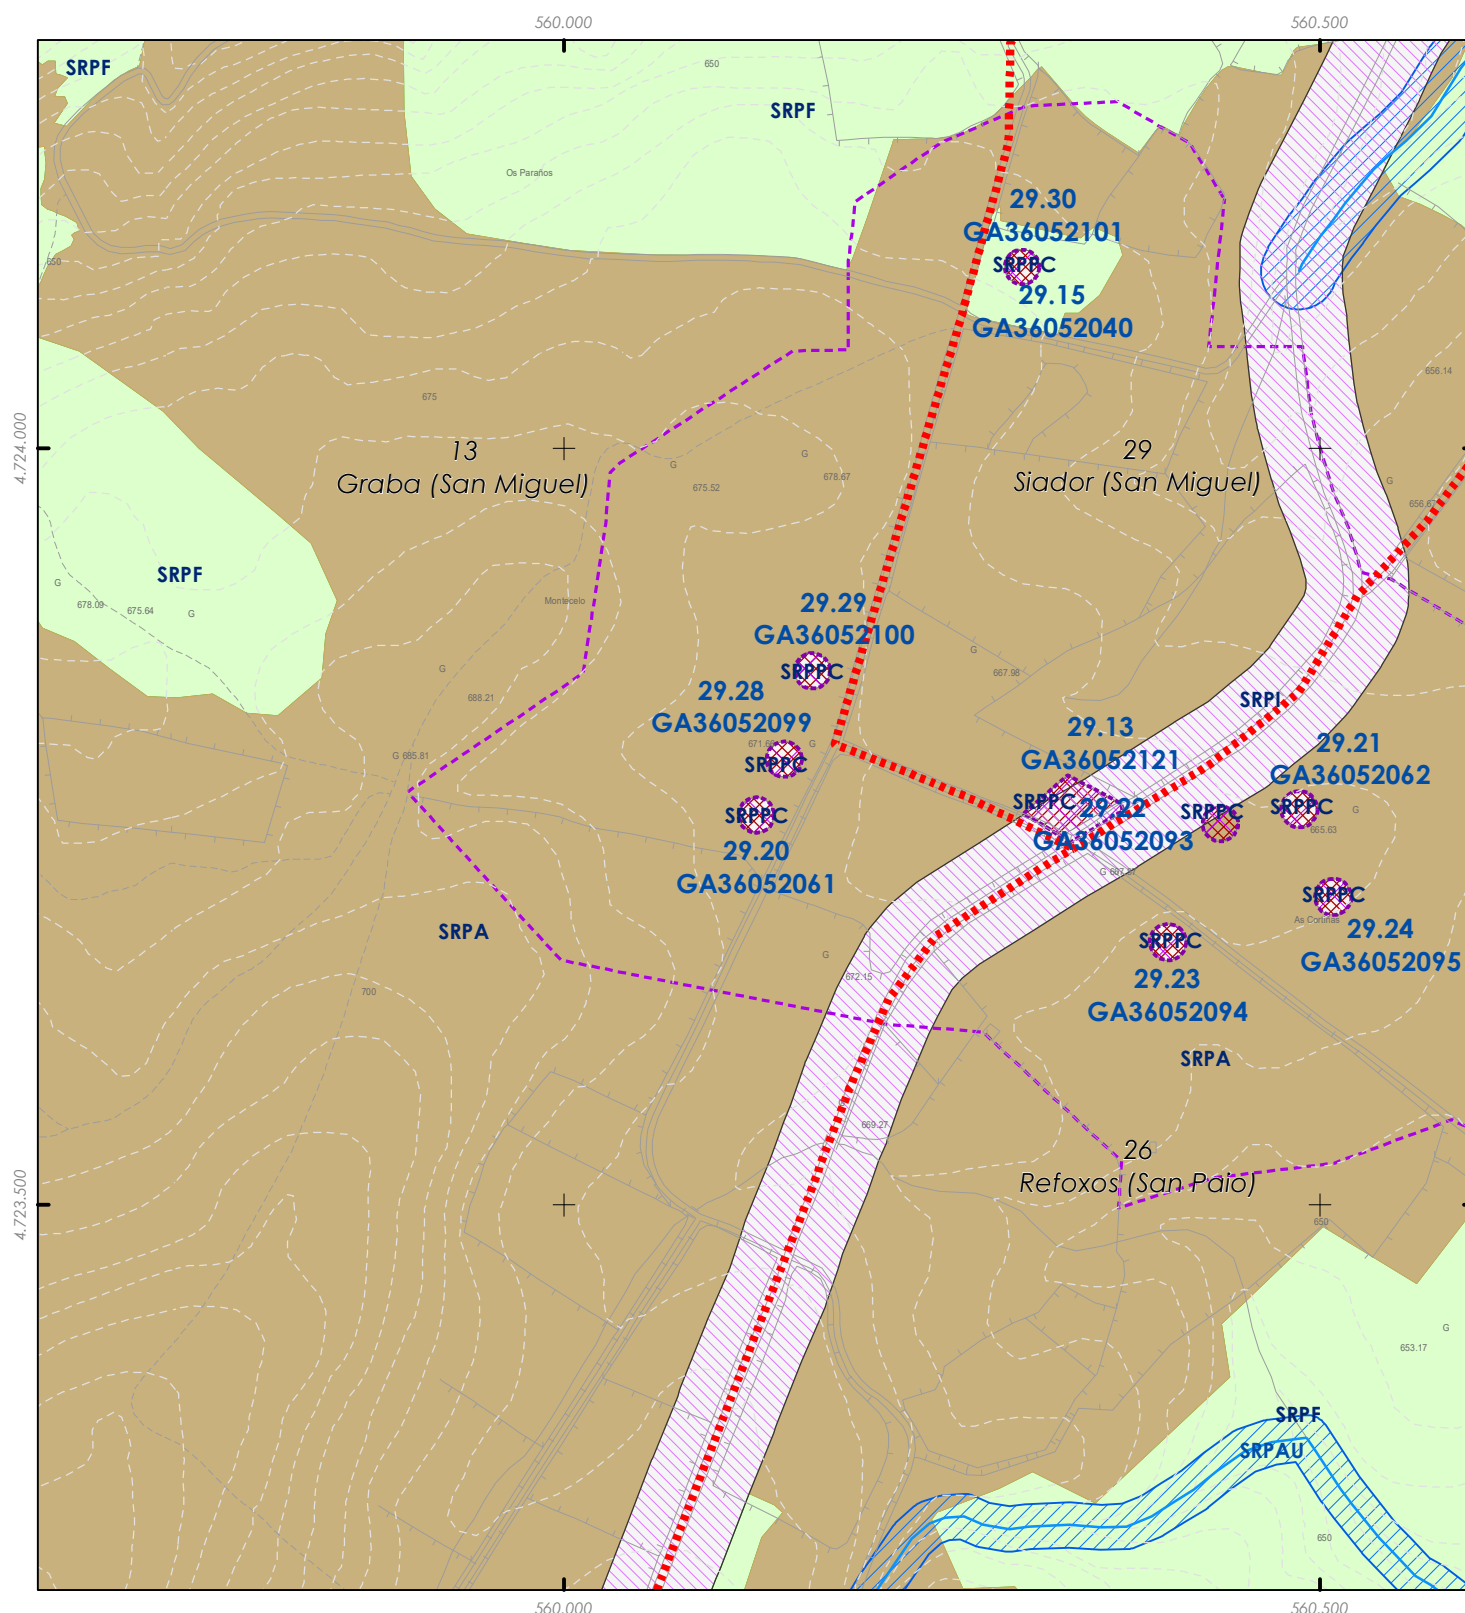 560.000
560.500
SRPF
650
SRPF
Os Paraños
29.30
GA36052101
SRPPC
650
29.15
GA36052040
656.14
675
4.724.000
13
Graba (San Miguel)
29
Siador (San Miguel)
G
G
675.52
678.67
G
656.87
SRPF
G
678.09
675.64
G
Montecelo
29.29
GA36052100
G
667.98
SRPPC
G
688.21
29.28
GA36052099
SRPI
29.13
GA36052121
29.21
GA36052062
G 685.81
G
SRPPC
SRPPC
29.22
GA36052093
SRPPC
SRPPC
G
665.63
SRPPC
29.20
GA36052061
SRPPC
As Cortiñas
29.24
GA36052095
SRPA
SRPPC
G
672.15
29.23
GA36052094
700
SRPA
669.27
26
Refoxos (San Paio)
4.723.500
650
G
653.17
SRPF
SRPAU
650
560.000
560.500